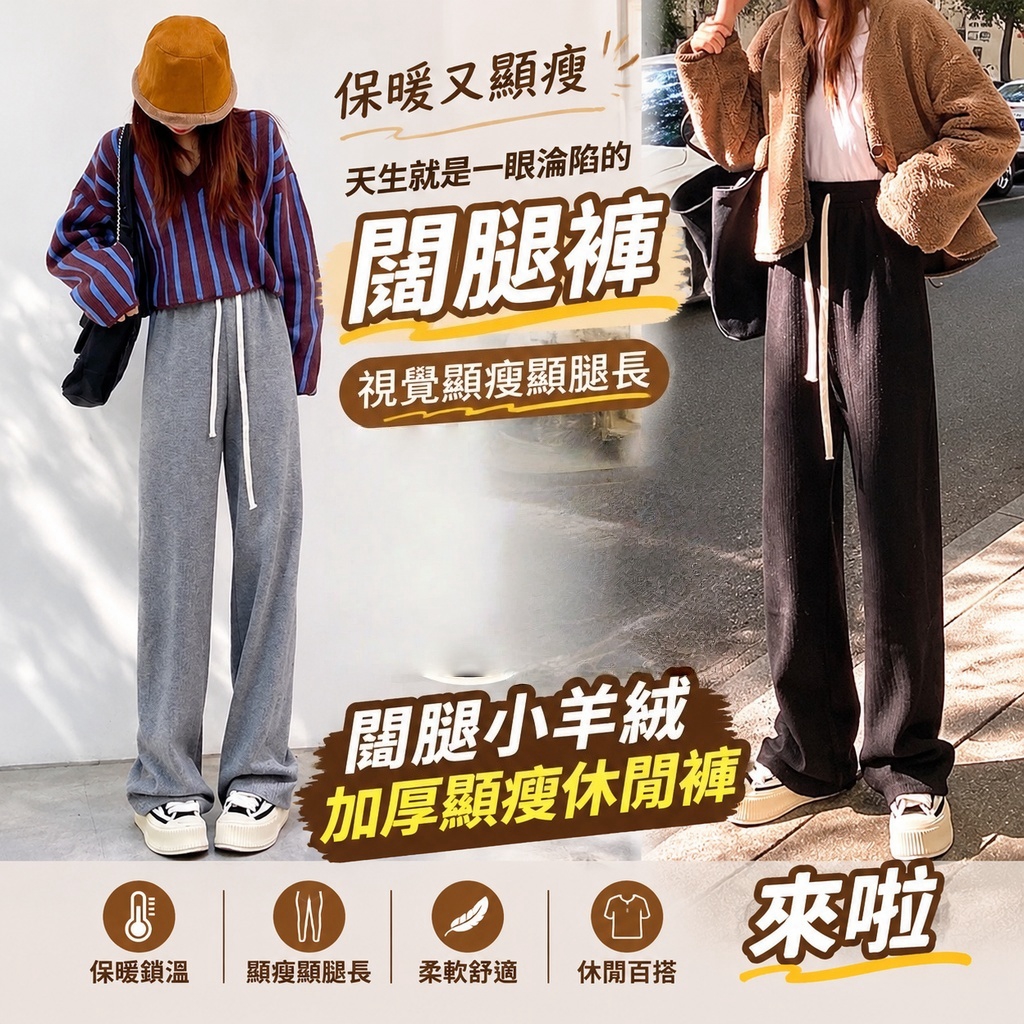 保暖又顯瘦
天生就是一眼淪陷的
闊腿褲
視覺顯瘦顯腿長
闊腿小羊絨
加厚顯瘦休閒褲
保暖鎖溫
顯瘦顯腿長
柔軟舒適
休閒百搭
來啦